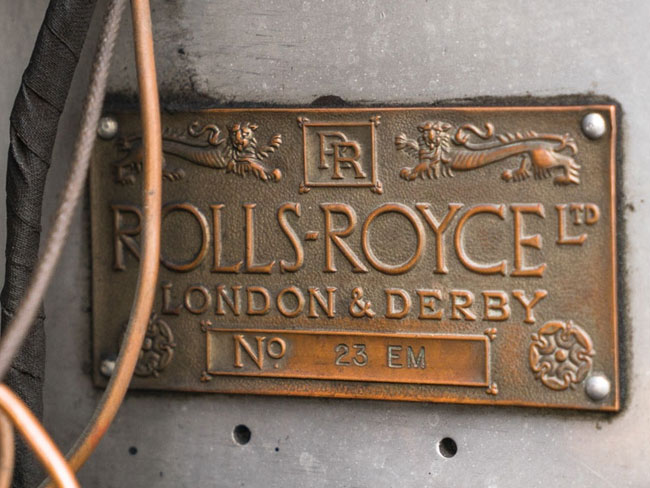 RR
ROLLS-ROYCE LTD
LONDON & DERBY
No. 23 EM